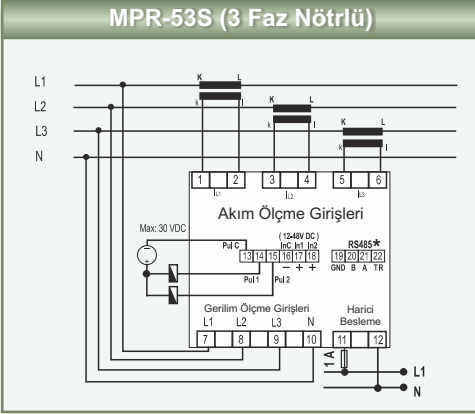 MPR-53S (3 Faz Nötrlü)
K L
L1
K L
L2
k l
K L
L3
k l
N
k l
1 2 3 4 5 6
IL1 IL2 IL3
Akım Ölçme Girişleri
Max: 30 VDC
(12-48V DC)
Pul C InC In1 In2 RS485*
13 14 15 16 17 18 19 20 21 22
– + + GND B A TR
Pul 1 Pul 2
Gerilim Ölçme Girişleri Harici
Besleme
L1 L2 L3 N
7 8 9 10 11 12
1 A
L1
N